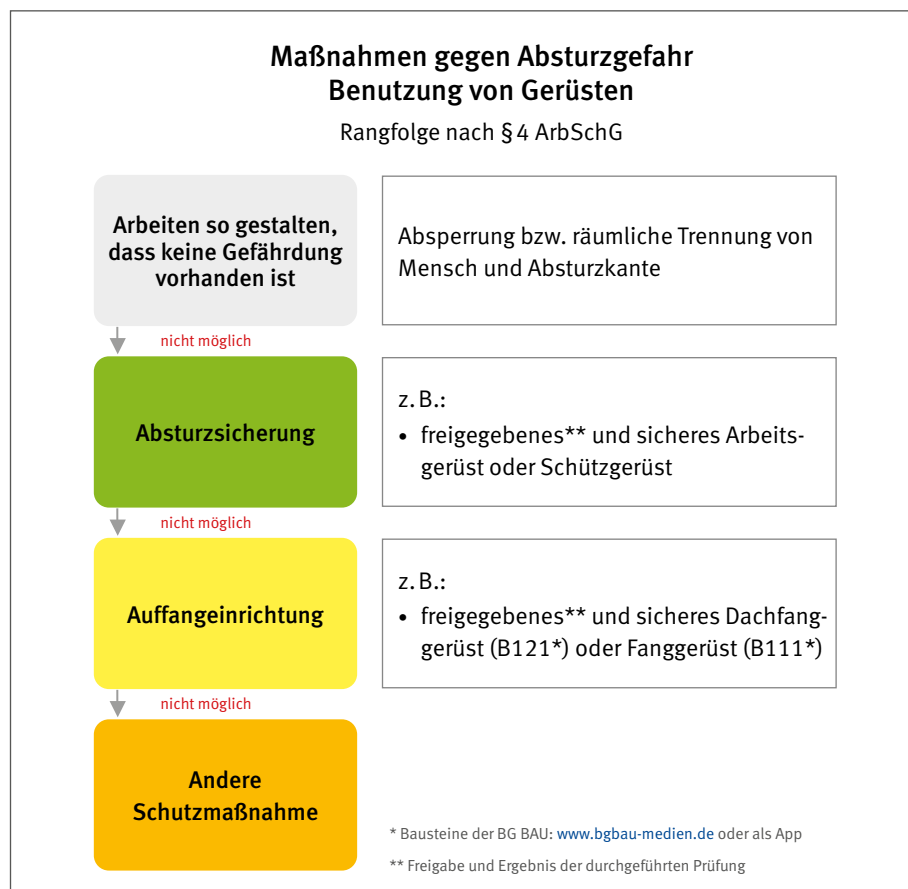 Maßnahmen gegen Absturzgefahr
Benutzung von Gerüsten
Rangfolge nach § 4 ArbSchG
Arbeiten so gestalten,
dass keine Gefährdung
vorhanden ist
Absperrung bzw. räumliche Trennung von
Mensch und Absturzkante
nicht möglich
Absturzsicherung
z. B.:
• freigegebenes** und sicheres Arbeits-
gerüst oder Schützgerüst
nicht möglich
Auffangeinrichtung
z. B.:
• freigegebenes** und sicheres Dachfang-
gerüst (B121*) oder Fanggerüst (B111*)
nicht möglich
Andere
Schutzmaßnahme
* Bausteine der BG BAU: www.bgbau-medien.de oder als App
** Freigabe und Ergebnis der durchgeführten Prüfung